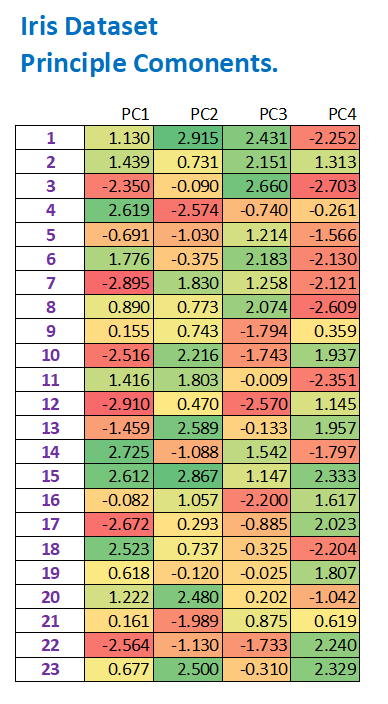 Iris Dataset
Principle Comonents.
PC1 PC2 PC3 PC4
1 1.130 2.915 2.431 -2.252
2 1.439 0.731 2.151 1.313
3 -2.350 -0.090 2.660 -2.703
4 2.619 -2.574 -0.740 -0.261
5 -0.691 -1.030 1.214 -1.566
6 1.776 -0.375 2.183 -2.130
7 -2.895 1.830 1.258 -2.121
8 0.890 0.773 2.074 -2.609
9 0.155 0.743 -1.794 0.359
10 -2.516 2.216 -1.743 1.937
11 1.416 1.803 -0.009 -2.351
12 -2.910 0.470 -2.570 1.145
13 -1.459 2.589 -0.133 1.957
14 2.725 -1.088 1.542 -1.797
15 2.612 2.867 1.147 2.333
16 -0.082 1.057 -2.200 1.617
17 -2.672 0.293 -0.885 2.023
18 2.523 0.737 -0.325 -2.204
19 0.618 -0.120 -0.025 1.807
20 1.222 2.480 0.202 -1.042
21 0.161 -1.989 0.875 0.619
22 -2.564 -1.130 -1.733 2.240
23 0.677 2.500 -0.310 2.329